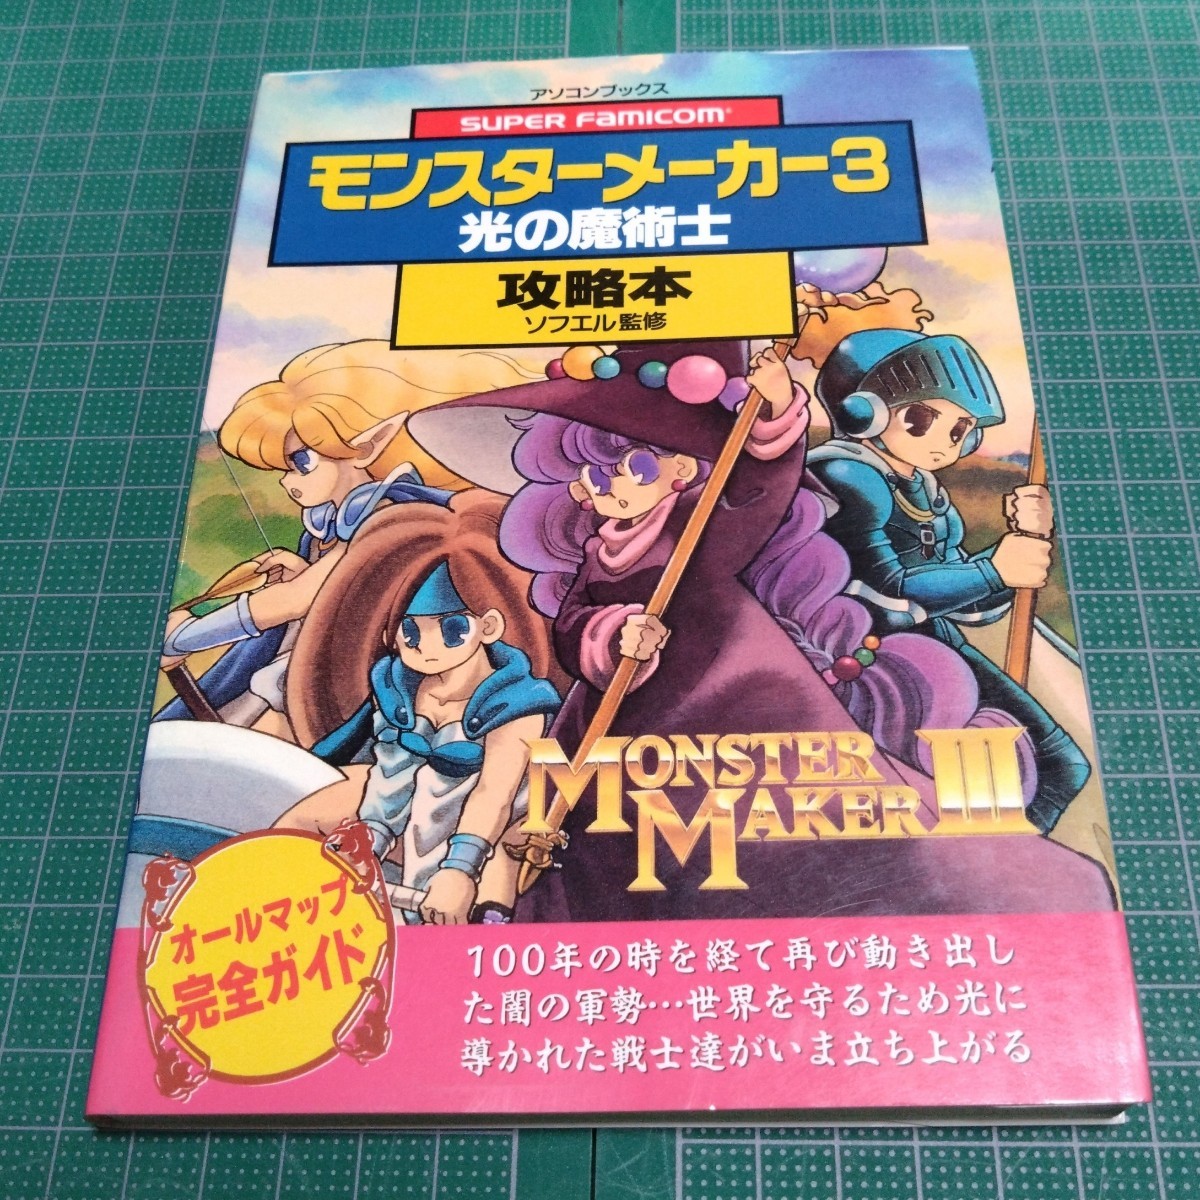 アソコンブックス
SUPER FAMICOM®
モンスターメーカー3
光の魔術士
攻略本
ソフエル監修
MONSTER
MAKER III
オールマップ
完全ガイド
100年の時を経て再び動き出し
た闇の軍勢…世界を守るため光に
導かれた戦士達がいま立ち上がる